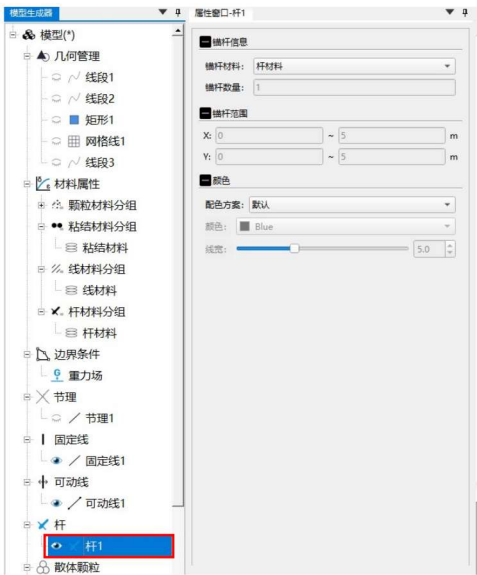 模型生成器
模型(*)
几何管理
线段1
线段2
矩形1
网格线1
线段3
材料属性
颗粒材料分组
粘结材料分组
粘结材料
线材料分组
线材料
杆材料分组
杆材料
边界条件
重力场
节理
节理1
固定线
固定线1
可动线
可动线1
杆
杆1
散体颗粒
属性窗口-杆1
锚杆信息
锚杆材料: 杆材料
锚杆数量: 1
锚杆范围
X: 0 ~ 5 m
Y: 0 ~ 5 m
颜色
配色方案: 默认
颜色: Blue
线宽: 5.0